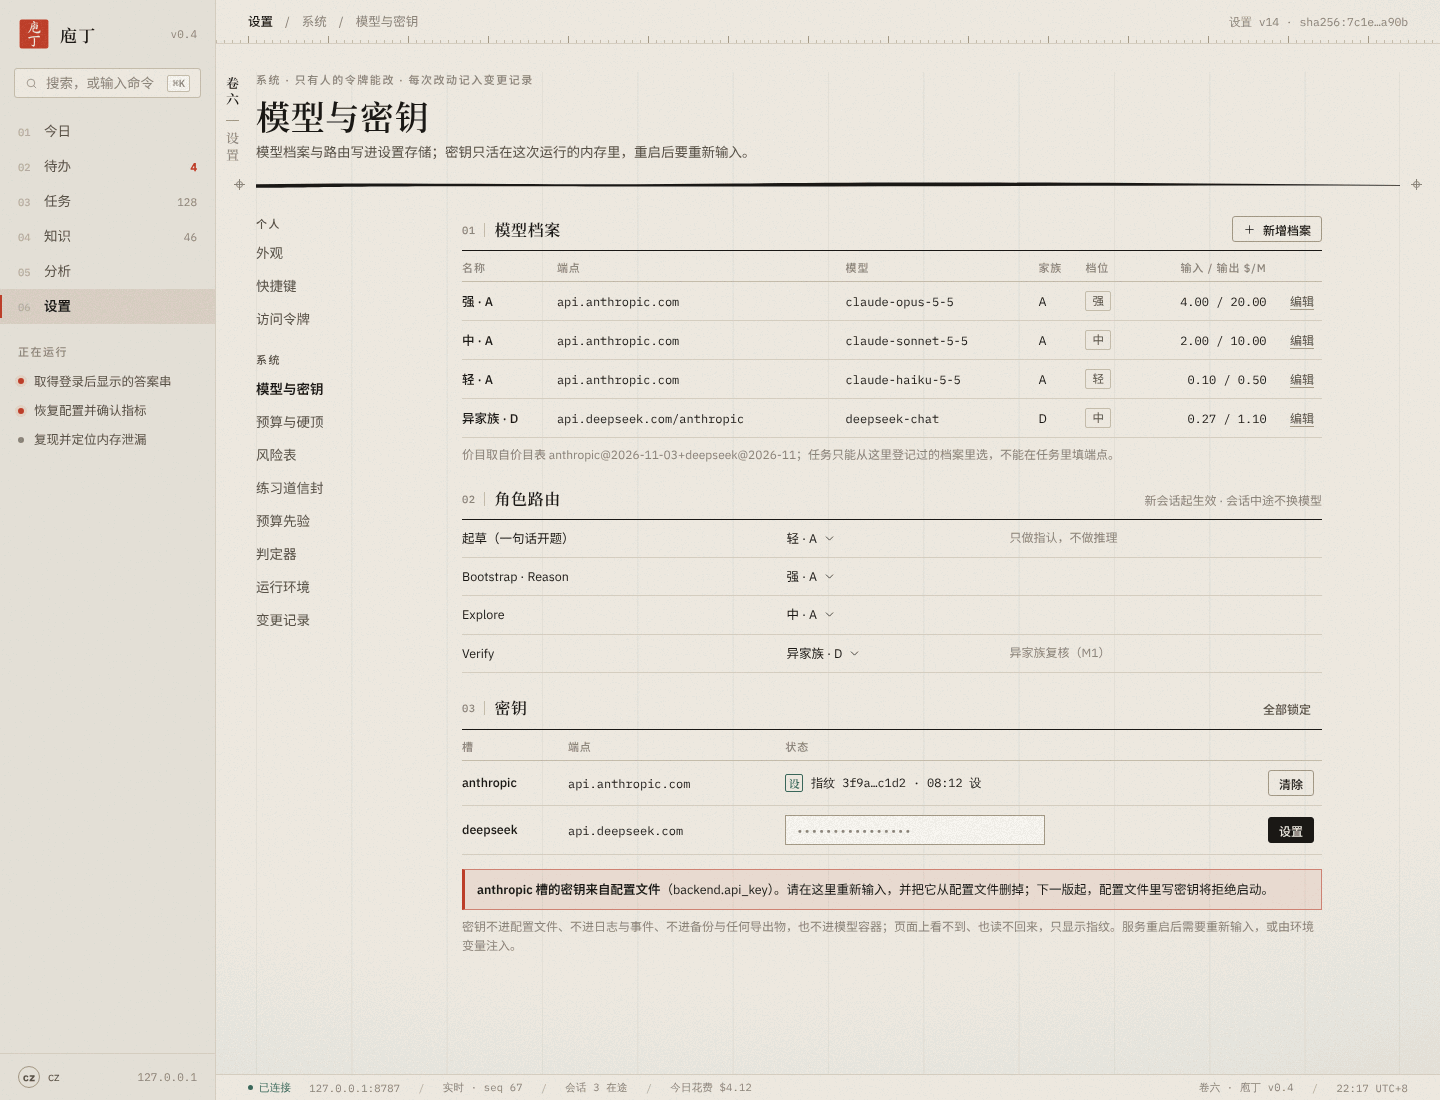 庖丁
庖丁
v0.4
搜索，或输入命令 ⌘K
01 今日
02 待办 4
03 任务 128
04 知识 46
05 分析
06 设置
正在运行
取得登录后显示的答案串
恢复配置并确认指标
复现并定位内存泄漏
cz cz 127.0.0.1
设置 / 系统 / 模型与密钥
设置 v14 · sha256:7c1e…a90b
卷六 — 设置
系统 · 只有人的令牌能改 · 每次改动记入变更记录
模型与密钥
模型档案与路由写进设置存储；密钥只活在这次运行的内存里，重启后要重新输入。
个人
外观
快捷键
访问令牌
系统
模型与密钥
预算与硬顶
风险表
练习道信封
预算先验
判定器
运行环境
变更记录
01 模型档案
＋ 新增档案
名称 端点 模型 家族 档位 输入 / 输出 $/M
强 · A api.anthropic.com claude-opus-5-5 A 强 4.00 / 20.00 编辑
中 · A api.anthropic.com claude-sonnet-5-5 A 中 2.00 / 10.00 编辑
轻 · A api.anthropic.com claude-haiku-5-5 A 轻 0.10 / 0.50 编辑
异家族 · D api.deepseek.com/anthropic deepseek-chat D 中 0.27 / 1.10 编辑
价目取自价目表 anthropic@2026-11-03+deepseek@2026-11；任务只能从这里登记过的档案里选，不能在任务里填端点。
02 角色路由
新会话起生效 · 会话中途不换模型
起草（一句话开题） 轻 · A 只做指认，不做推理
Bootstrap · Reason 强 · A
Explore 中 · A
Verify 异家族 · D 异家族复核（M1）
03 密钥
全部锁定
槽 端点 状态
anthropic api.anthropic.com 设 指纹 3f9a…c1d2 · 08:12 设 清除
deepseek api.deepseek.com •••••••••••••••• 设置
anthropic 槽的密钥来自配置文件（backend.api_key）。请在这里重新输入，并把它从配置文件删掉；下一版起，配置文件里写密钥将拒绝启动。
密钥不进配置文件、不进日志与事件、不进备份与任何导出物，也不进模型容器；页面上看不到、也读不回来，只显示指纹。服务重启后需要重新输入，或由环境
变量注入。
已连接 127.0.0.1:8787 / 实时 · seq 67 / 会话 3 在途 / 今日花费 $4.12
卷六 · 庖丁 v0.4 / 22:17 UTC+8